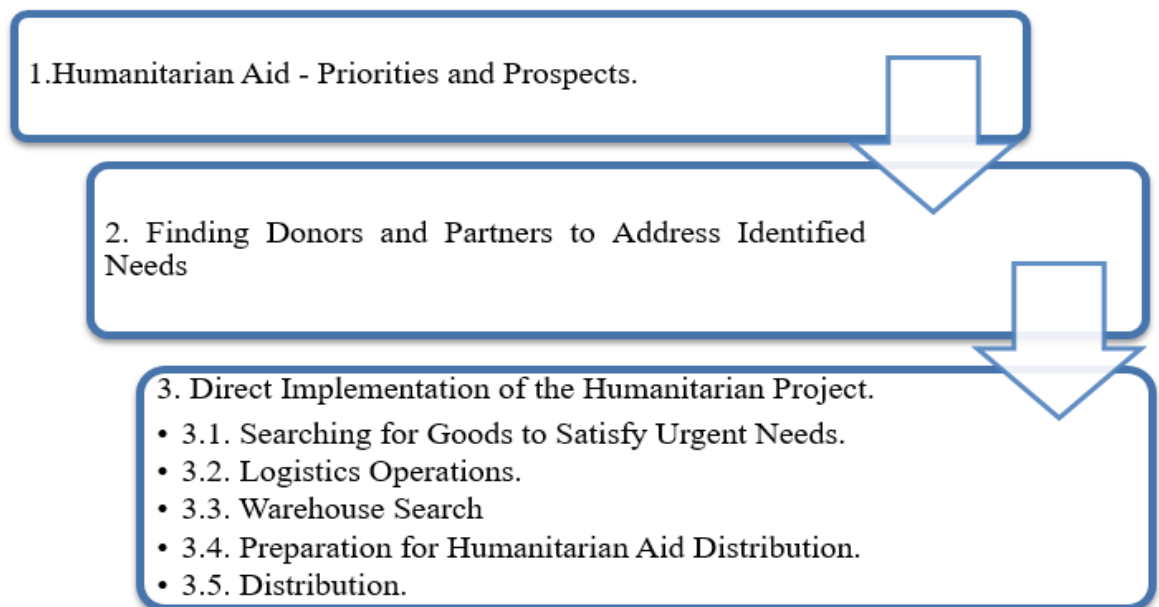 1.Humanitarian Aid - Priorities and Prospects.
2. Finding Donors and Partners to Address Identified
Needs
3. Direct Implementation of the Humanitarian Project.
• 3.1. Searching for Goods to Satisfy Urgent Needs.
• 3.2. Logistics Operations.
• 3.3. Warehouse Search
• 3.4. Preparation for Humanitarian Aid Distribution.
• 3.5. Distribution.